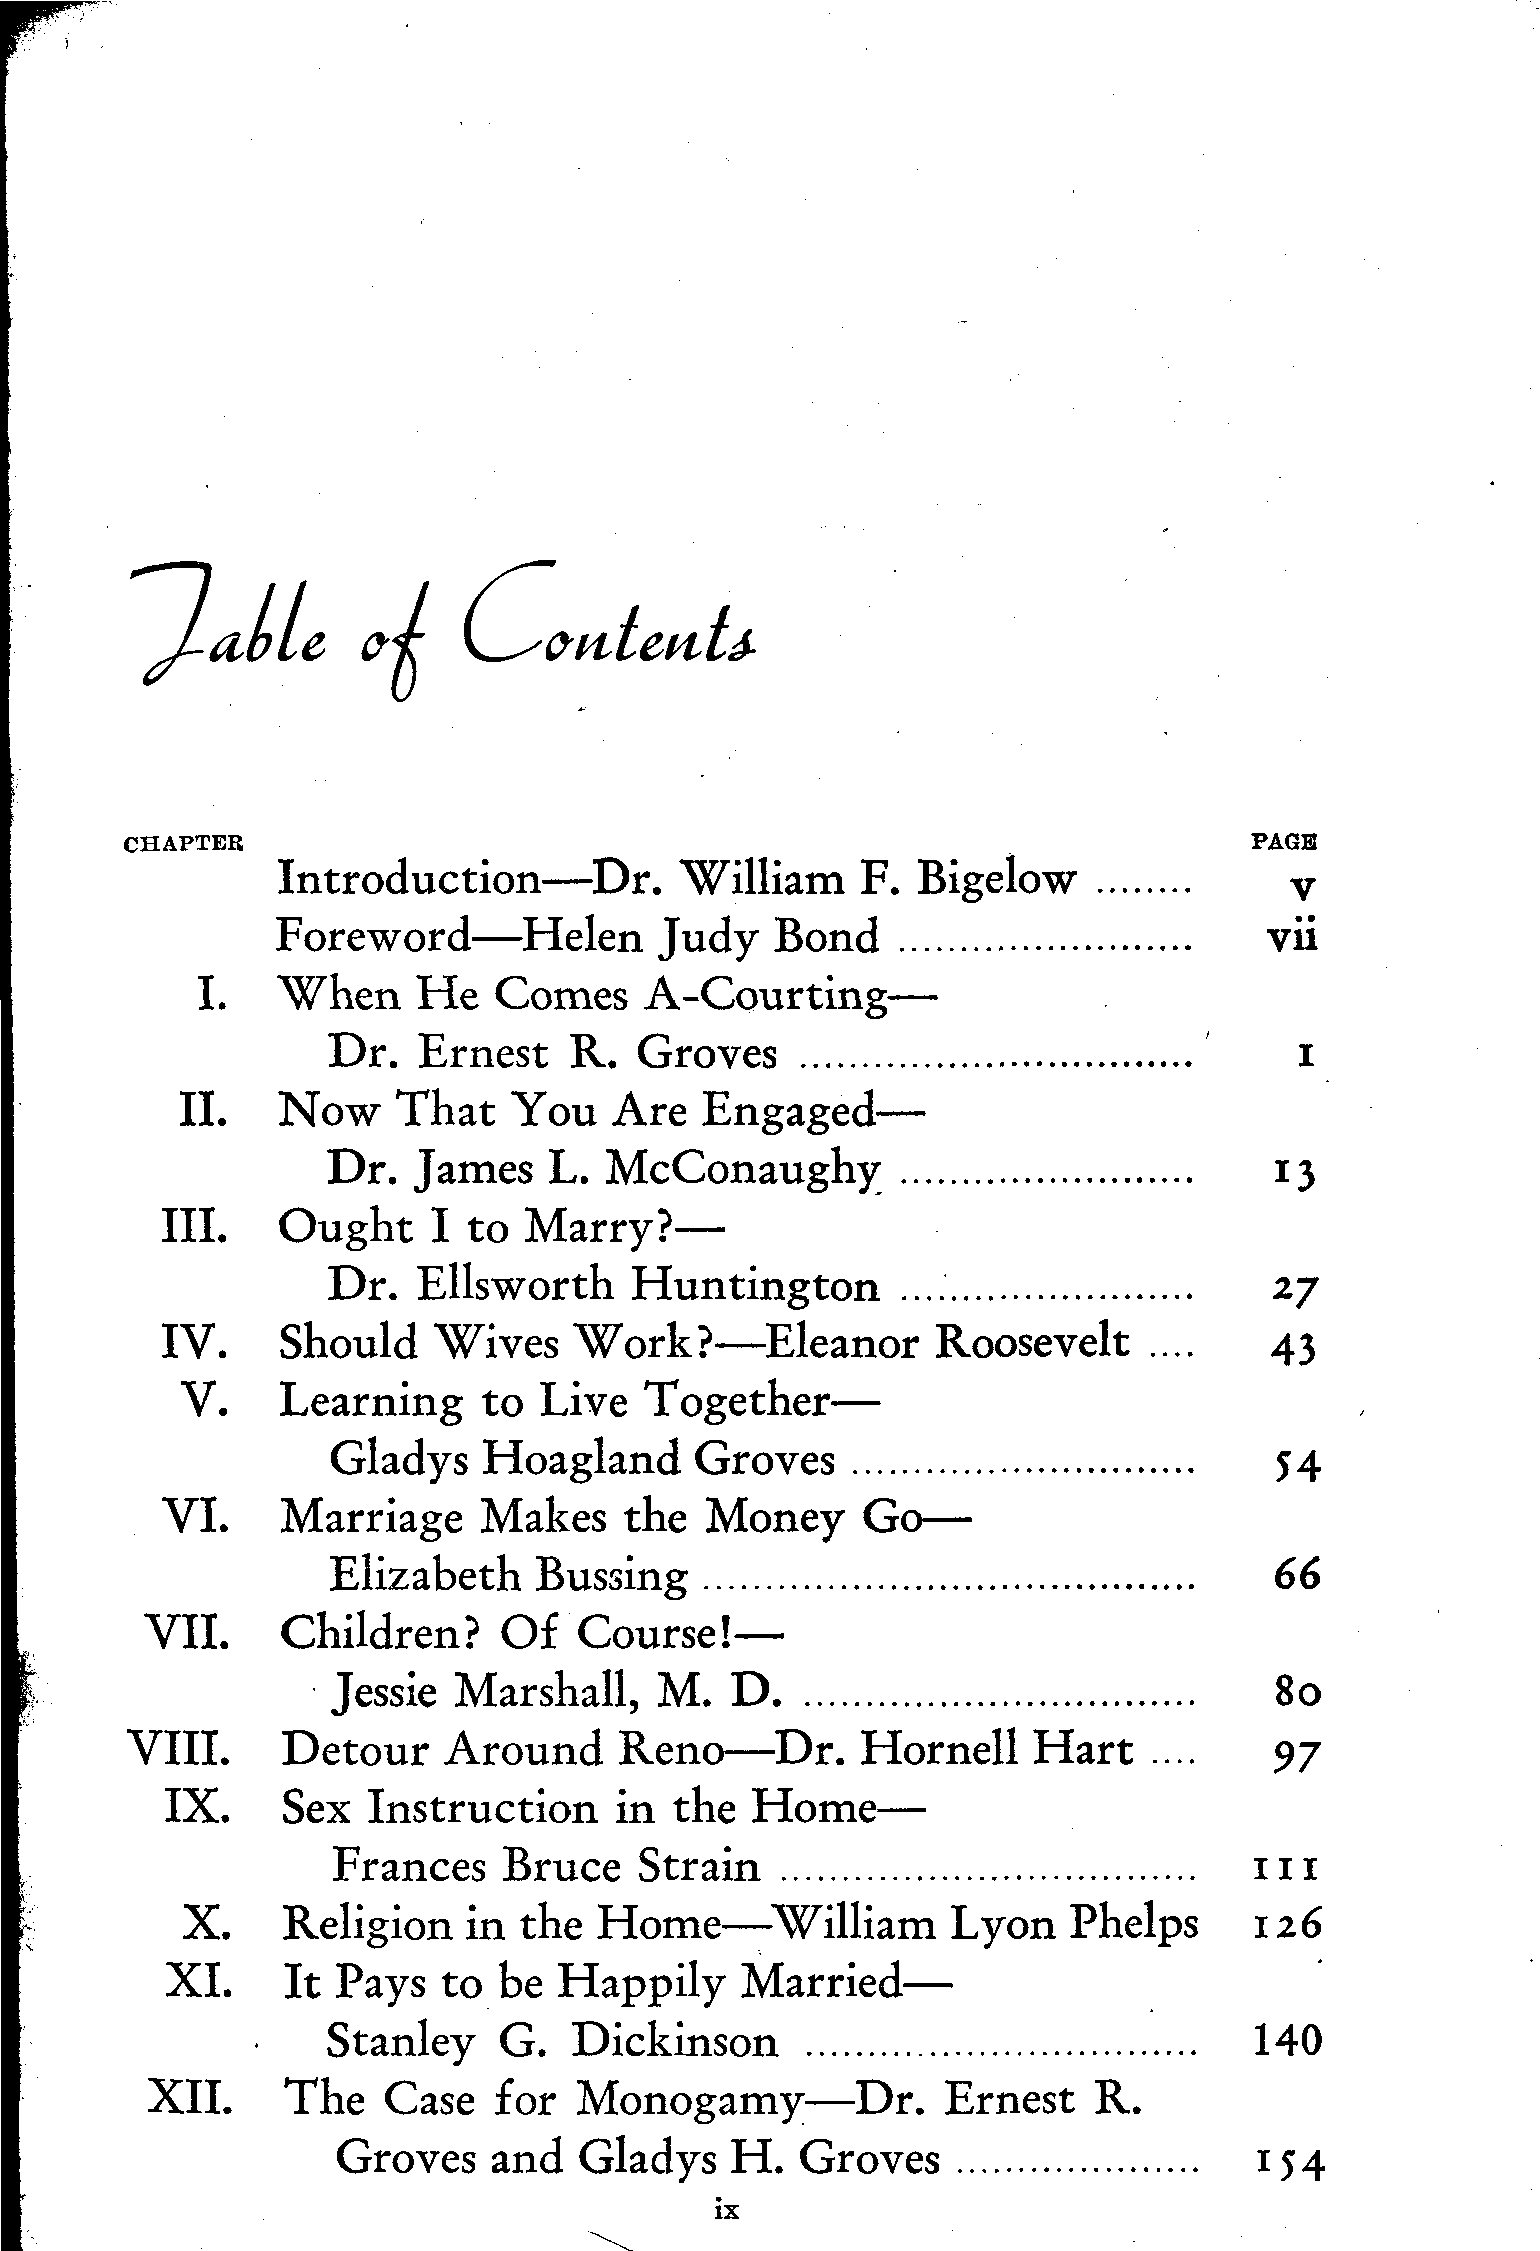 Table of Contents
CHAPTER PAGE
Introduction—Dr. William F. Bigelow ........ v
Foreword—Helen Judy Bond ........................ vii
I. When He Comes A-Courting—
Dr. Ernest R. Groves ................................ 1
II. Now That You Are Engaged—
Dr. James L. McConaughy ........................ 13
III. Ought I to Marry?—
Dr. Ellsworth Huntington ........................ 27
IV. Should Wives Work?—Eleanor Roosevelt .... 43
V. Learning to Live Together—
Gladys Hoagland Groves ............................ 54
VI. Marriage Makes the Money Go—
Elizabeth Bussing ........................................ 66
VII. Children? Of Course!—
Jessie Marshall, M. D. ................................ 80
VIII. Detour Around Reno—Dr. Hornell Hart .... 97
IX. Sex Instruction in the Home—
Frances Bruce Strain .................................. 111
X. Religion in the Home—William Lyon Phelps 126
XI. It Pays to be Happily Married—
Stanley G. Dickinson ................................ 140
XII. The Case for Monogamy—Dr. Ernest R.
Groves and Gladys H. Groves .................... 154
ix